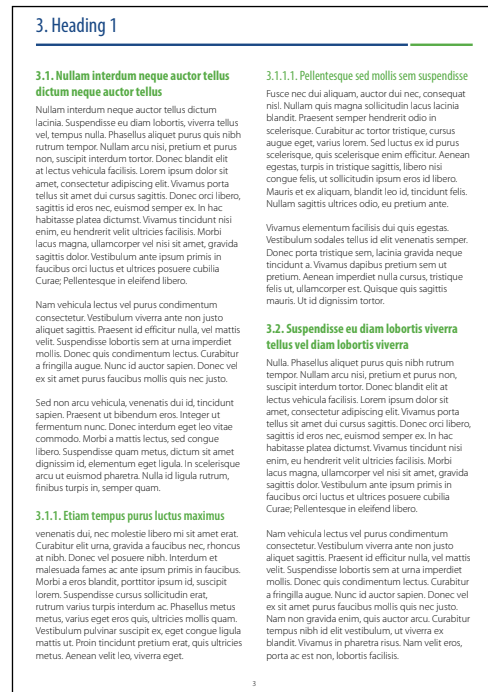 3. Heading 1
3.1. Nullam interdum neque auctor tellus
dictum neque auctor tellus
Nullam interdum neque auctor tellus dictum
lacinia. Suspendisse eu diam lobortis, viverra tellus
vel, tempus nulla. Phasellus aliquet purus quis nibh
rutrum tempor. Nullam arcu nisi, pretium et purus
non, suscipit interdum tortor. Donec blandit elit
at lectus vehicula facilisis. Lorem ipsum dolor sit
amet, consectetur adipiscing elit. Vivamus porta
tellus sit amet dui cursus sagittis. Donec orci libero,
sagittis id eros nec, euismod semper ex. In hac
habitasse platea dictumst. Vivamus tincidunt nisi
enim, eu hendrerit velit ultricies facilisis. Morbi
lacus magna, ullamcorper vel nisi sit amet, gravida
sagittis dolor. Vestibulum ante ipsum primis in
faucibus orci luctus et ultrices posuere cubilia
Curae; Pellentesque in eleifend libero.
Nam vehicula lectus vel purus condimentum
consectetur. Vestibulum viverra ante non justo
aliquet sagittis. Praesent id efficitur nulla, vel mattis
velit. Suspendisse lobortis sem at urna imperdiet
mollis. Donec quis condimentum lectus. Curabitur
a fringilla augue. Nunc id auctor sapien. Donec vel
ex sit amet purus faucibus mollis quis nec justo.
Sed non arcu vehicula, venenatis dui id, tincidunt
sapien. Praesent ut bibendum eros. Integer ut
fermentum nunc. Donec interdum eget leo vitae
commodo. Morbi a mattis lectus, sed congue
libero. Suspendisse quam metus, dictum sit amet
dignissim id, elementum eget ligula. In scelerisque
arcu ut euismod pharetra. Nulla id ligula rutrum,
finibus turpis in, semper quam.
3.1.1. Etiam tempus purus luctus maximus
venenatis dui, nec molestie libero mi sit amet erat.
Curabitur elit urna, gravida a faucibus nec, rhoncus
at nibh. Donec vel posuere nibh. Interdum et
malesuada fames ac ante ipsum primis in faucibus.
Morbi a eros blandit, porttitor ipsum id, suscipit
lorem. Suspendisse cursus sollicitudin erat,
rutrum varius turpis interdum ac. Phasellus metus
metus, varius eget eros quis, ultricies mollis quam.
Vestibulum pulvinar suscipit ex, eget congue ligula
mattis ut. Proin tincidunt pretium erat, quis ultricies
metus. Aenean velit leo, viverra eget.
3.1.1.1. Pellentesque sed mollis sem suspendisse
Fusce nec dui aliquam, auctor dui nec, consequat
nisl. Nullam quis magna sollicitudin lacus lacinia
blandit. Praesent semper hendrerit odio in
scelerisque. Curabitur ac tortor tristique, cursus
augue eget, varius lorem. Sed luctus ex id purus
scelerisque, quis scelerisque enim efficitur. Aenean
egestas, turpis in tristique sagittis, libero nisi
congue felis, ut sollicitudin ipsum eros id libero.
Mauris et ex aliquam, blandit leo id, tincidunt felis.
Nullam sagittis ultrices odio, eu pretium ante.
Vivamus elementum facilisis dui quis egestas.
Vestibulum sodales tellus id elit venenatis semper.
Donec porta tristique sem, lacinia gravida neque
tincidunt a. Vivamus dapibus pretium sem ut
pretium. Aenean imperdiet nulla cursus, tristique
felis ut, ullamcorper est. Quisque quis sagittis
mauris. Ut id dignissim tortor.
3.2. Suspendisse eu diam lobortis viverra
tellus vel diam lobortis viverra
Nulla. Phasellus aliquet purus quis nibh rutrum
tempor. Nullam arcu nisi, pretium et purus non,
suscipit interdum tortor. Donec blandit elit at
lectus vehicula facilisis. Lorem ipsum dolor sit
amet, consectetur adipiscing elit. Vivamus porta
tellus sit amet dui cursus sagittis. Donec orci libero,
sagittis id eros nec, euismod semper ex. In hac
habitasse platea dictumst. Vivamus tincidunt nisi
enim, eu hendrerit velit ultricies facilisis. Morbi
lacus magna, ullamcorper vel nisi sit amet, gravida
sagittis dolor. Vestibulum ante ipsum primis in
faucibus orci luctus et ultrices posuere cubilia
Curae; Pellentesque in eleifend libero.
Nam vehicula lectus vel purus condimentum
consectetur. Vestibulum viverra ante non justo
aliquet sagittis. Praesent id efficitur nulla, vel mattis
velit. Suspendisse lobortis sem at urna imperdiet
mollis. Donec quis condimentum lectus. Curabitur
a fringilla augue. Nunc id auctor sapien. Donec vel
ex sit amet purus faucibus mollis quis nec justo.
Nam non gravida enim, quis auctor arcu. Curabitur
tempus nibh id elit vestibulum, ut viverra ex
blandit. Vivamus in pharetra risus. Nam velit eros,
porta ac est non, lobortis facilisis.
3